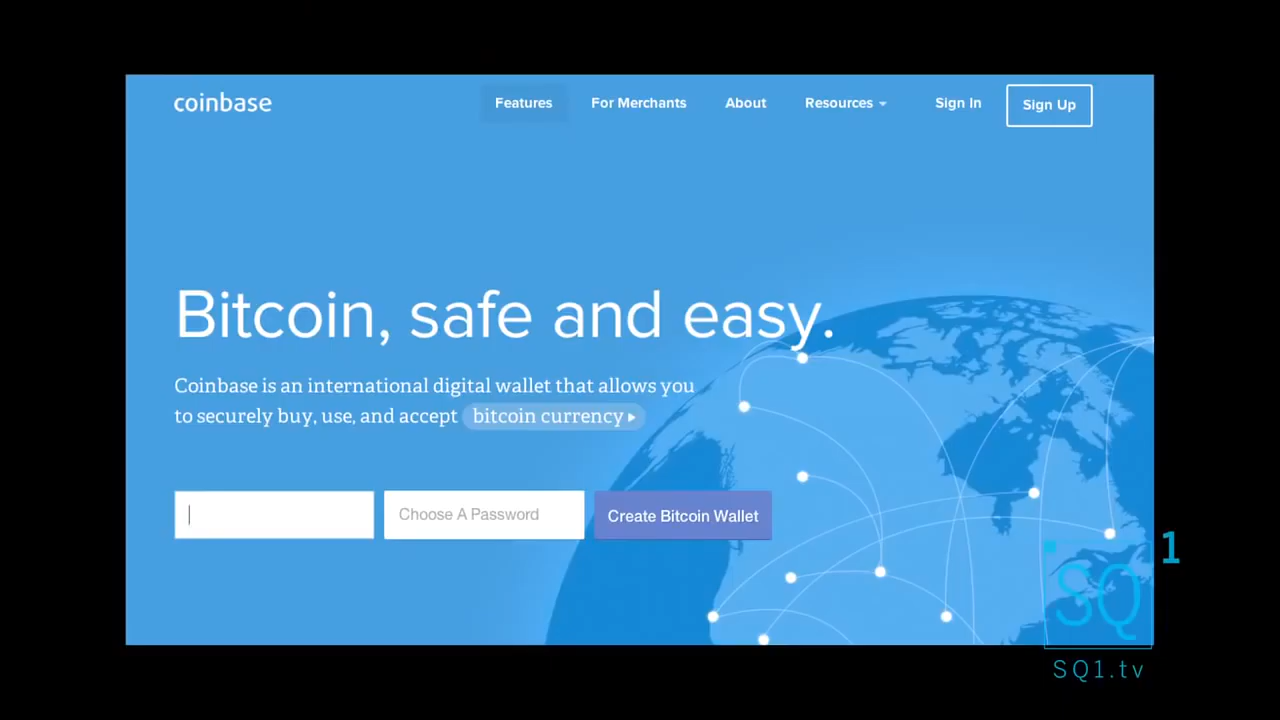 coinbase
Features
For Merchants
About
Resources
Sign In
Sign Up
Bitcoin, safe and easy.
Coinbase is an international digital wallet that allows you
to securely buy, use, and accept bitcoin currency
Choose A Password
Create Bitcoin Wallet
SQ1
SQ1.tv